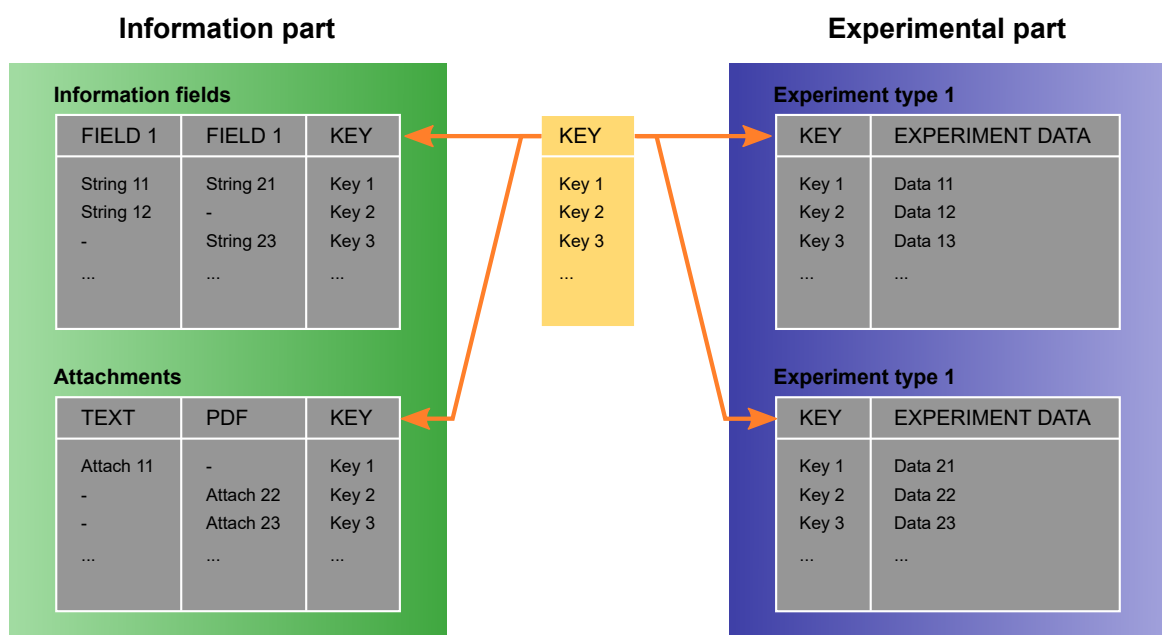 Information part
Experimental part
Information fields
FIELD 1 FIELD 1 KEY
String 11 String 21 Key 1
String 12 - Key 2
- String 23 Key 3
... ... ...
Attachments
TEXT PDF KEY
Attach 11 - Key 1
- Attach 22 Key 2
- Attach 23 Key 3
... ... ...
KEY
Key 1
Key 2
Key 3
...
Experiment type 1
KEY EXPERIMENT DATA
Key 1 Data 11
Key 2 Data 12
Key 3 Data 13
... ...
Experiment type 1
KEY EXPERIMENT DATA
Key 1 Data 21
Key 2 Data 22
Key 3 Data 23
... ...